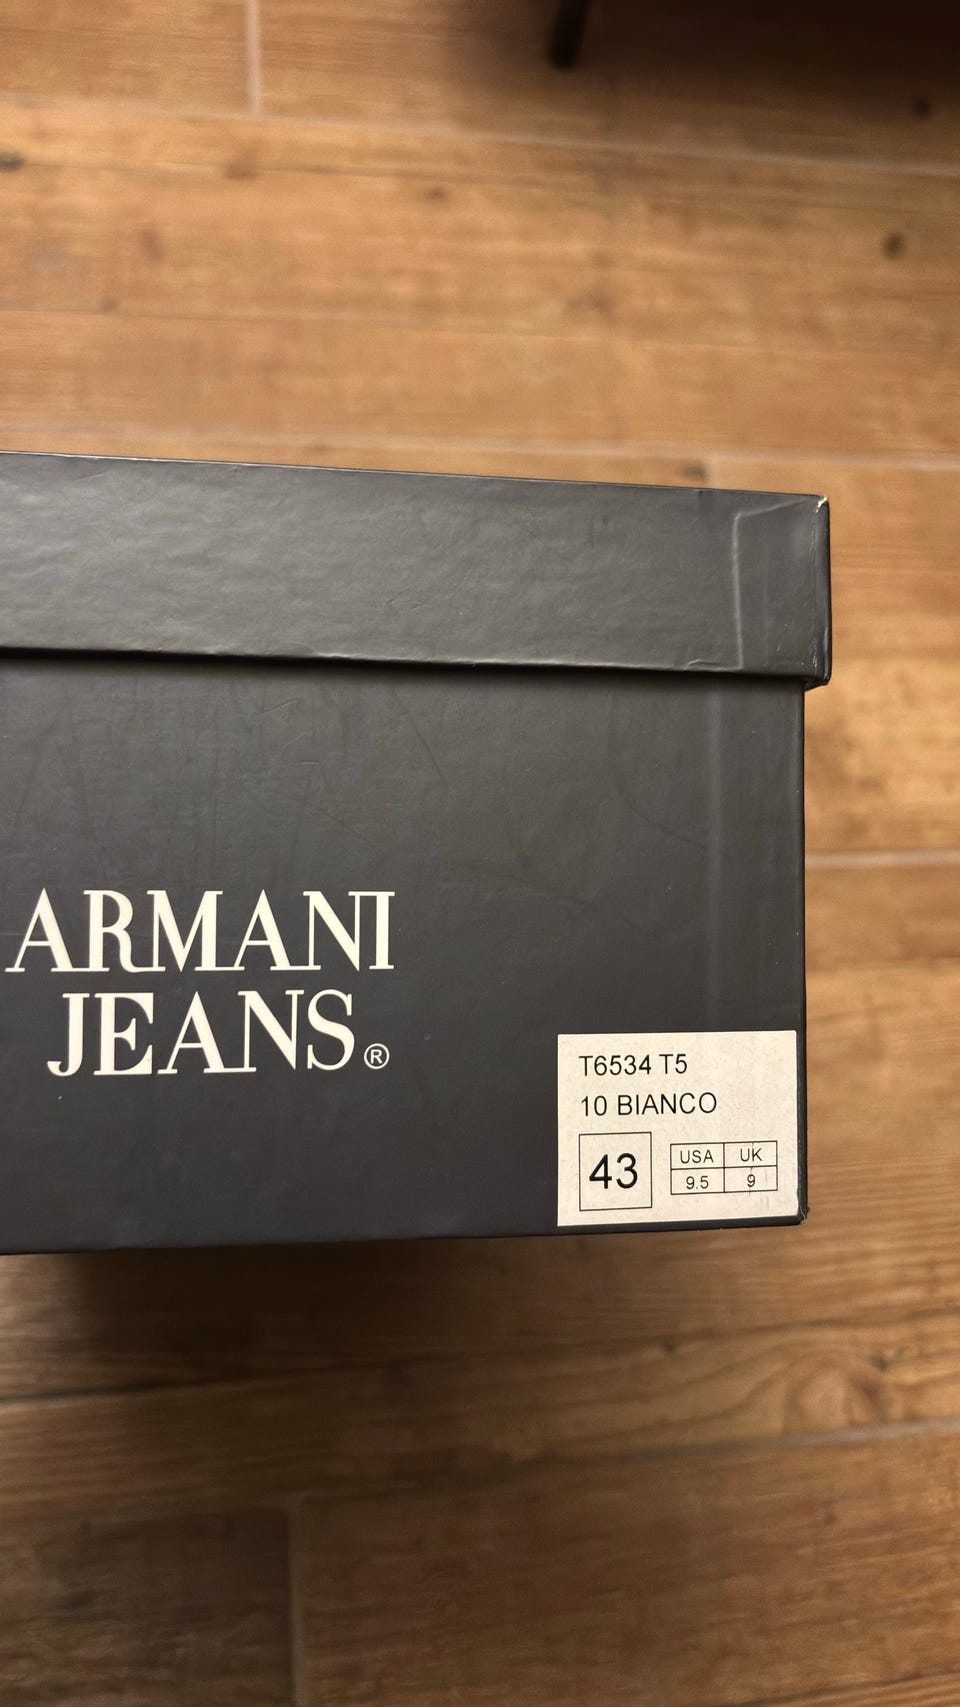 ARMANI
JEANS®
T6534 T5
10 BIANCO
43
USA UK
9.5 9